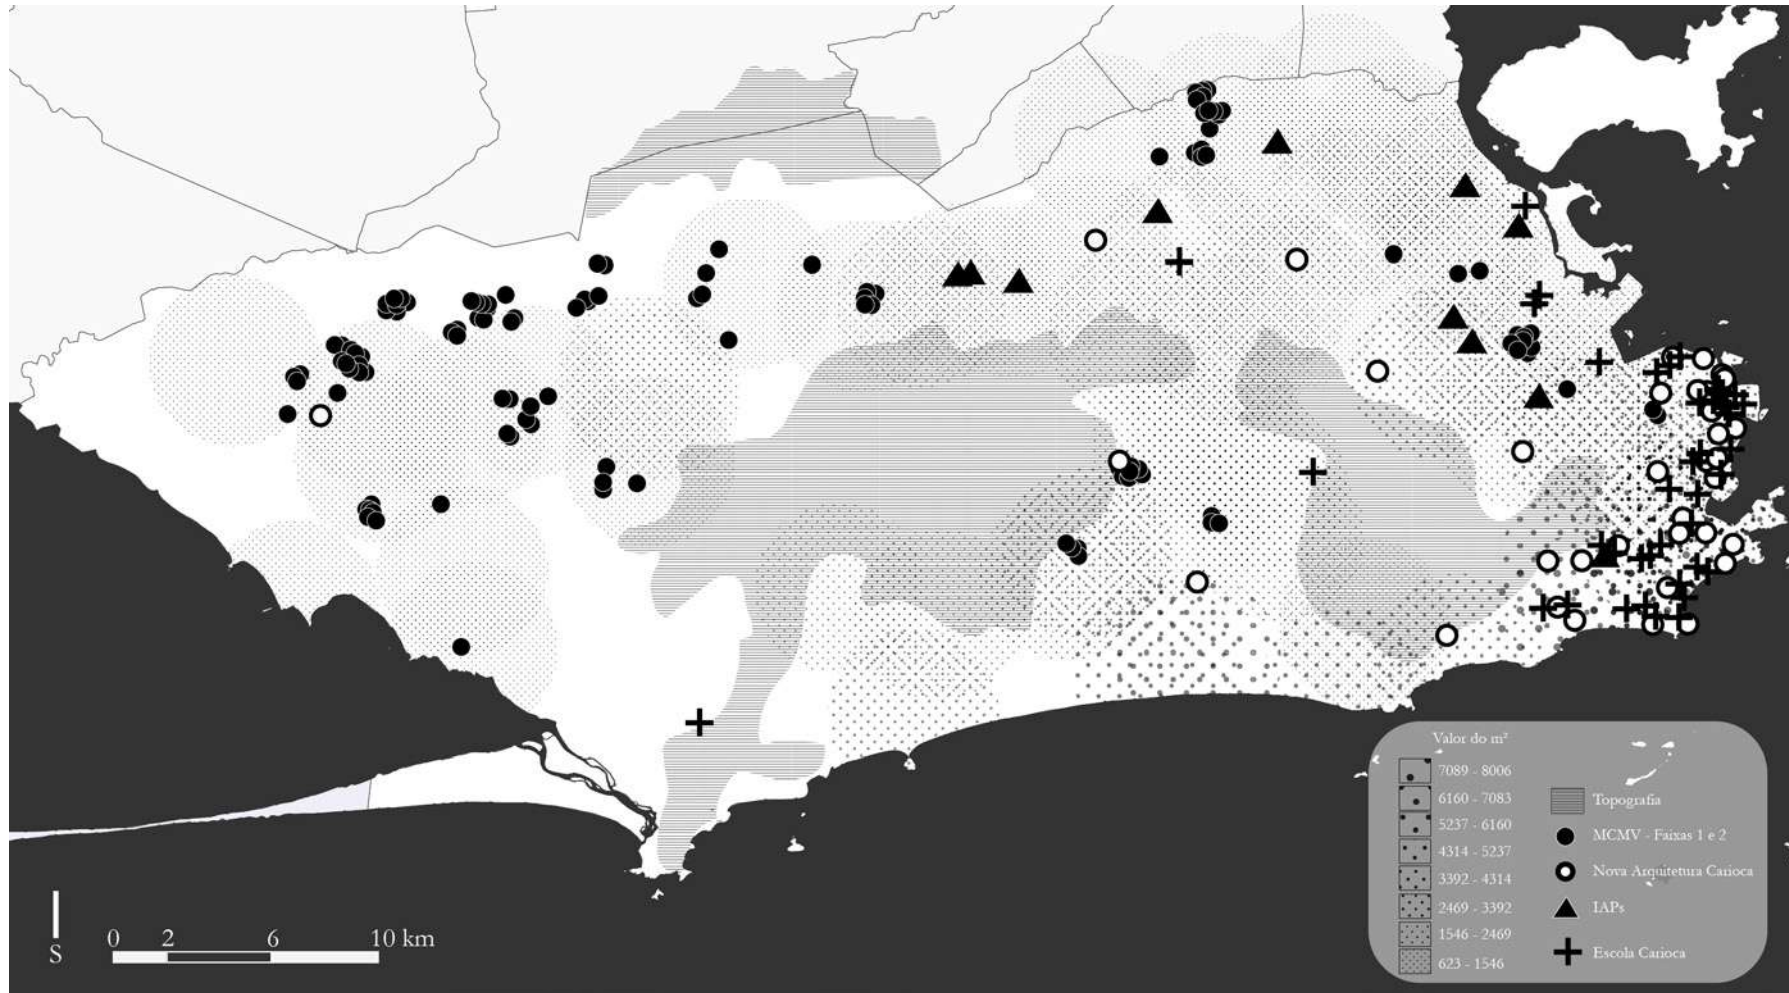 Valor do m²
7089 - 8006
6160 - 7083
5237 - 6160
4314 - 5237
3392 - 4314
2469 - 3392
1546 - 2469
623 - 1546
Topografia
MCMV - Faixas 1 e 2
Nova Arquitetura Carioca
IAPs
Escola Carioca
S
0 2 6 10 km